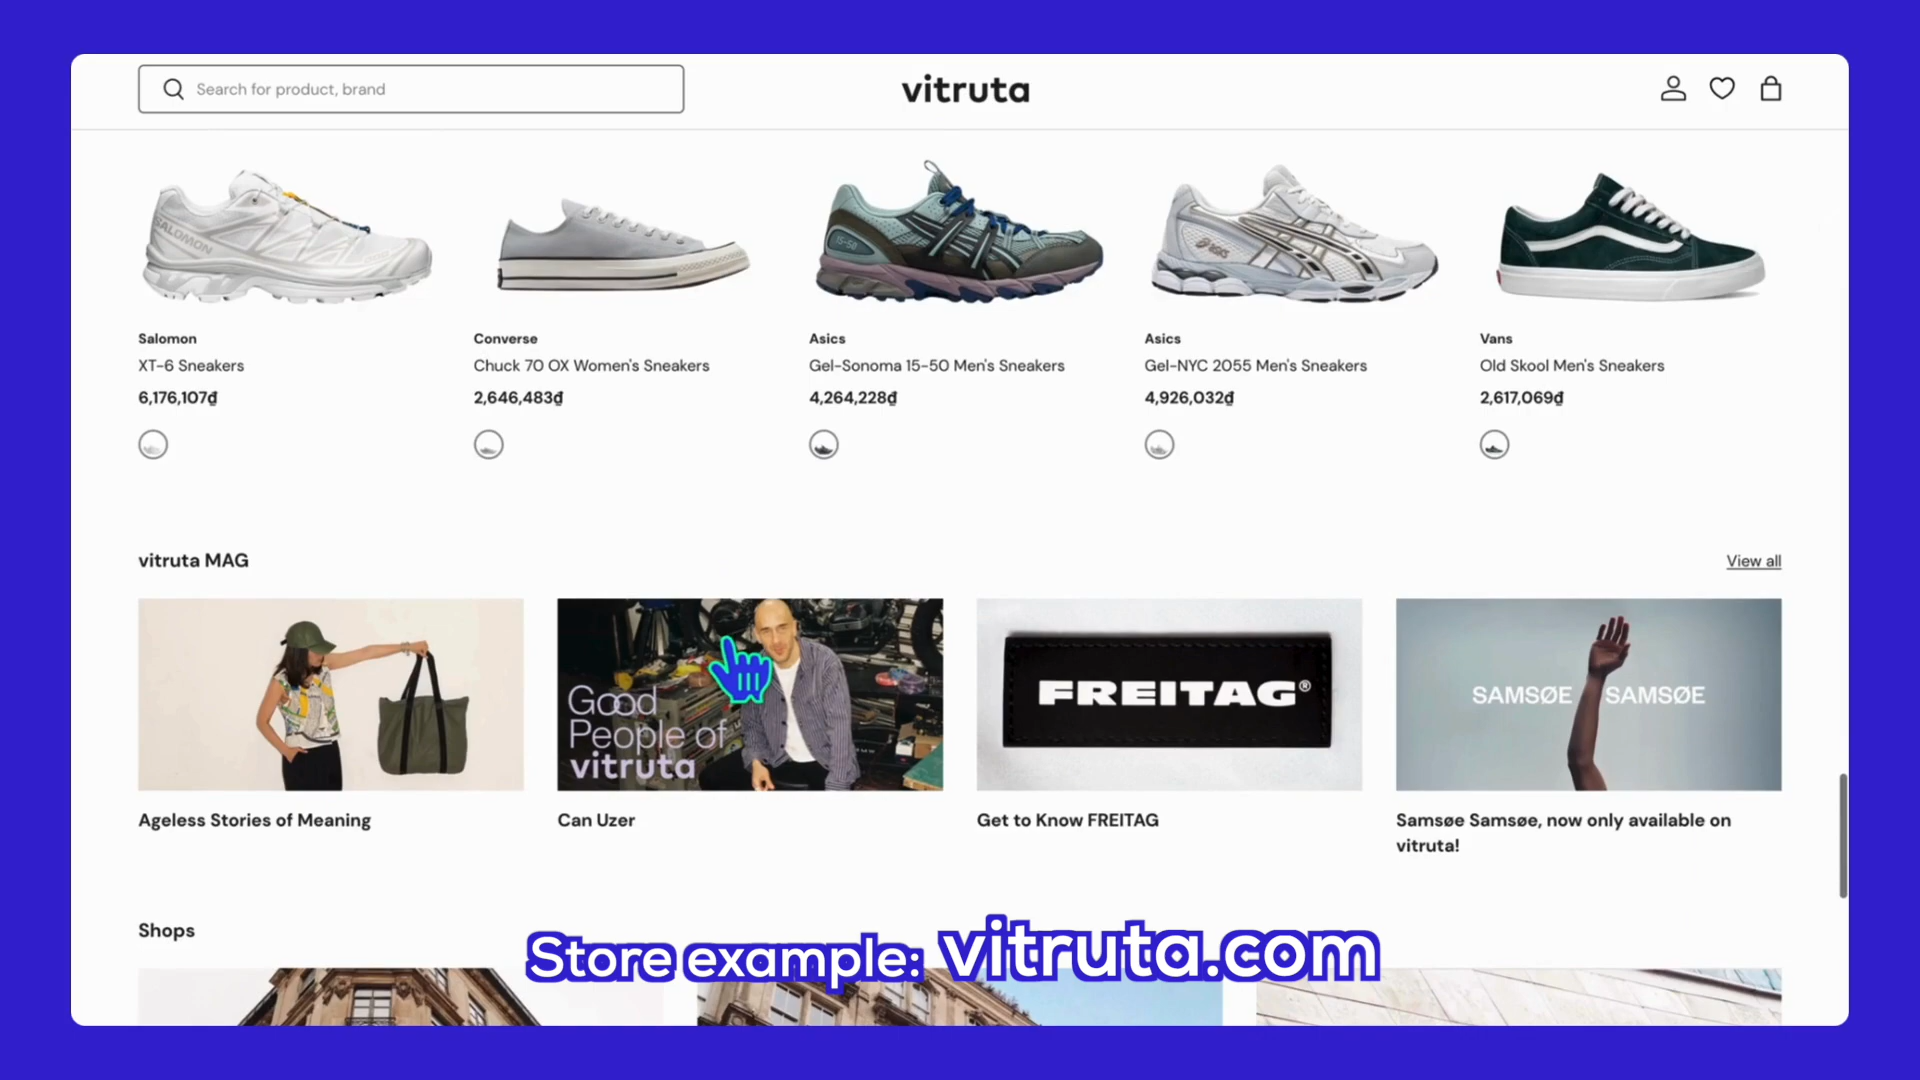 Search for product, brand
vitruta
SALOMON
15-50
asics
Salomon
XT-6 Sneakers
6,176,107₫
Converse
Chuck 70 OX Women's Sneakers
2,646,483₫
Asics
Gel-Sonoma 15-50 Men's Sneakers
4,264,228₫
Asics
Gel-NYC 2055 Men's Sneakers
4,926,032₫
Vans
Old Skool Men's Sneakers
2,617,069₫
vitruta MAG
View all
Good
People of
vitruta
FREITAG®
SAMSØE SAMSØE
Ageless Stories of Meaning
Can Uzer
Get to Know FREITAG
Samsøe Samsøe, now only available on
vitruta!
Shops
Store example: vitruta.com